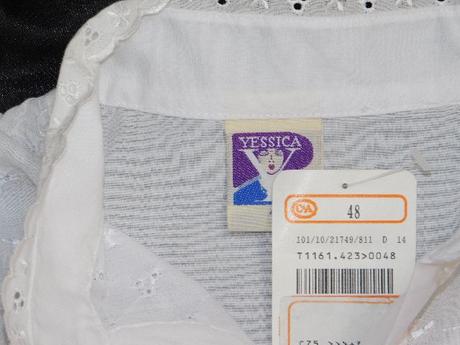 YESSICA
C&A
48
101/10/21749/811 D 14
T1161.423>0048